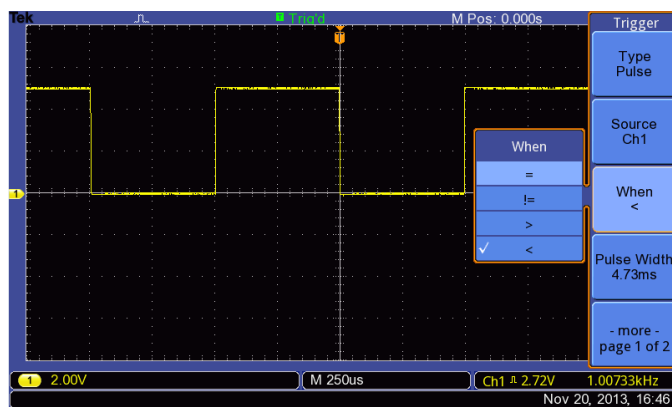 Tek
Trig'd
M Pos: 0.000s
T
Trigger
Type
Pulse
Source
Ch1
When
<
Pulse Width
4.73ms
- more -
page 1 of 2
When
=
!=
>
✓ <
1
1 2.00V
M 250us
Ch1 2.72V
1.00733kHz
Nov 20, 2013, 16:46